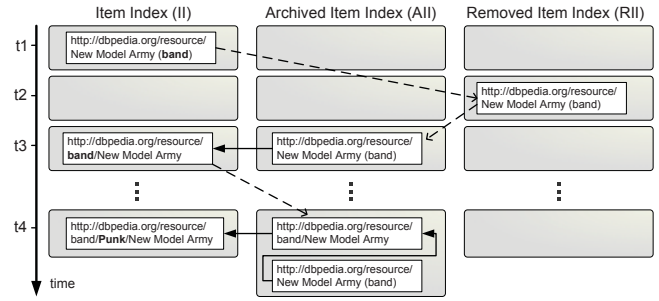 Item Index (II) Archived Item Index (AII) Removed Item Index (RII)
t1
http://dbpedia.org/resource/
New Model Army (band)
t2
http://dbpedia.org/resource/
New Model Army (band)
t3
http://dbpedia.org/resource/
band/New Model Army
http://dbpedia.org/resource/
New Model Army (band)
t4
http://dbpedia.org/resource/
band/Punk/New Model Army
http://dbpedia.org/resource/
band/New Model Army
http://dbpedia.org/resource/
New Model Army (band)
time